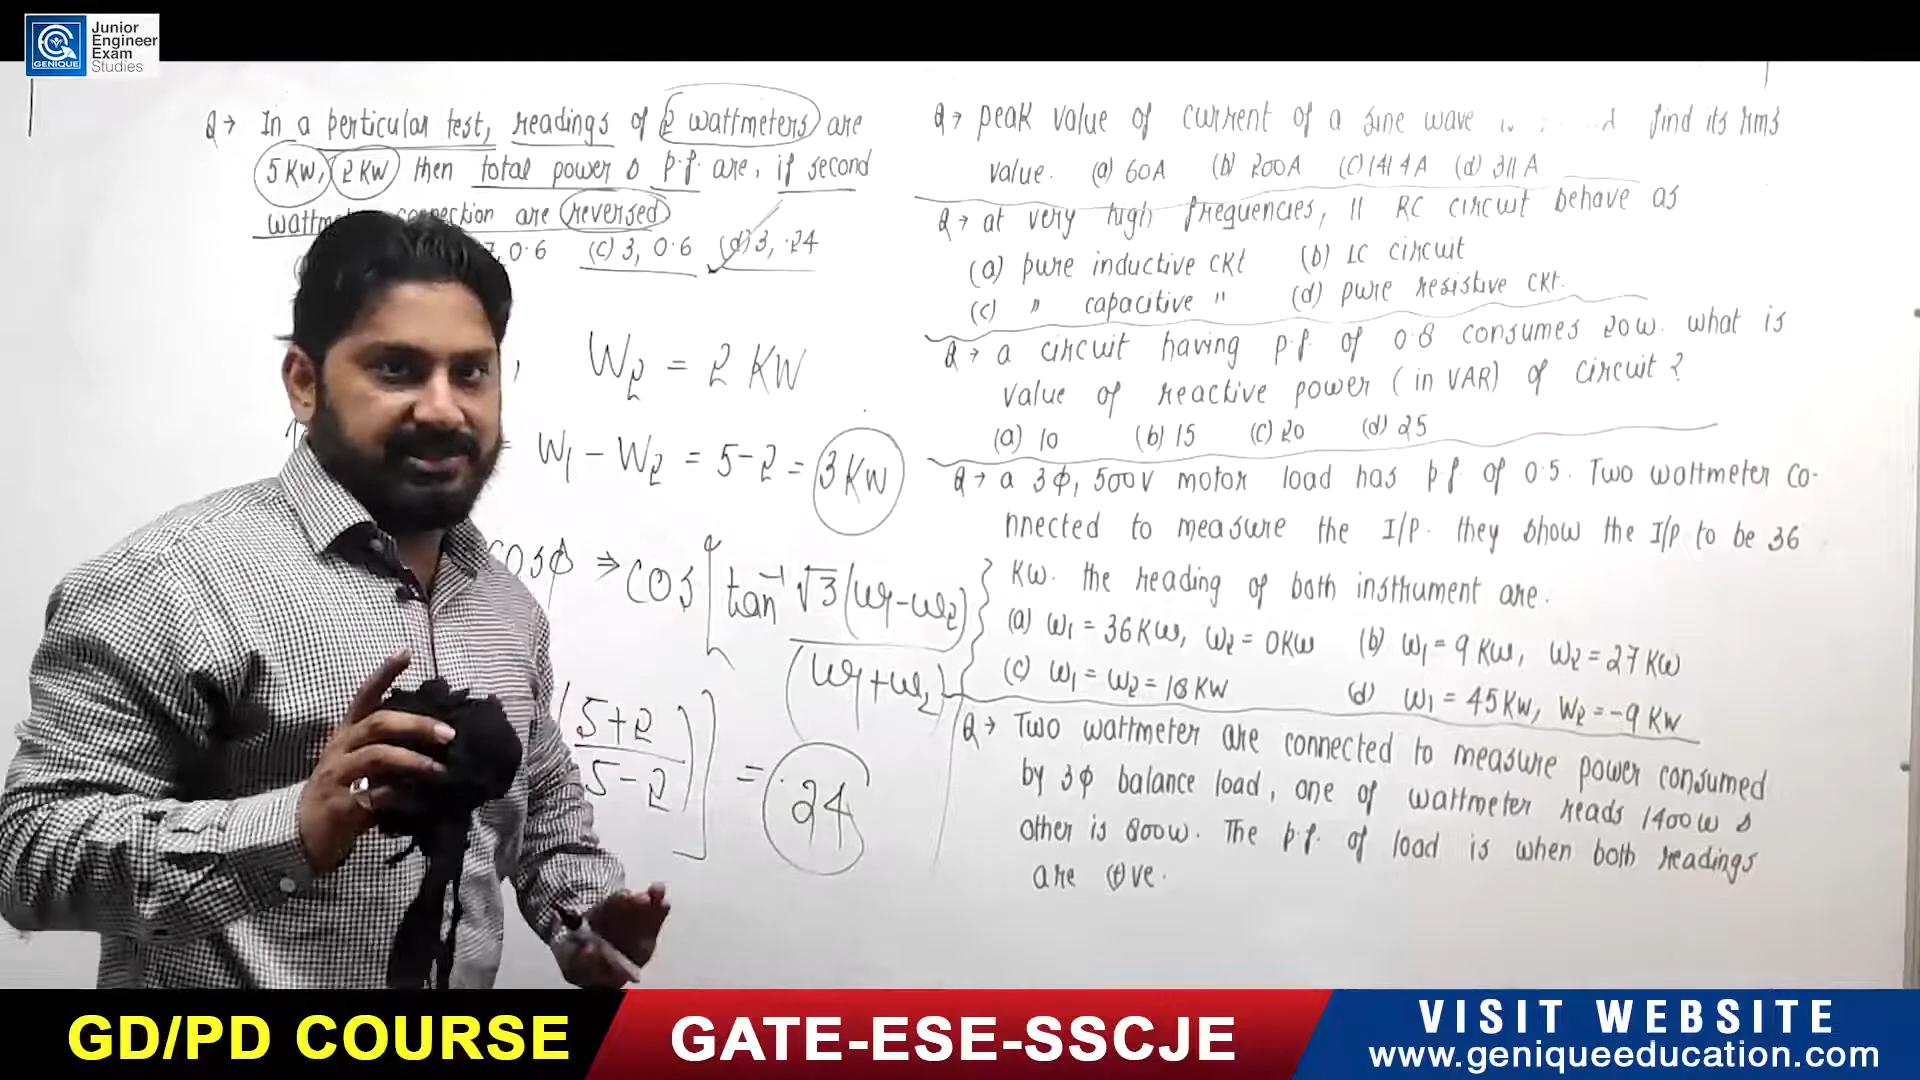 Junior
Engineer
Exam
Studies
GENIQUE
Q→ In a perticular test, readings of 2 wattmeters are
5 KW, 2 KW then total power & p.f. are, if second
connection are reversed
0.6 (c) 3, 0.6 (d) 3, .24
W2 = 2 KW
W1 - W2 = 5-2 = 3 KW
cosφ ⇒ cos[tan⁻¹ √3 (W1-W2)
(W1+W2)
(5+2
5-2)] = .24
Q→ peak value of current of a sine wave find its rms
value. (a) 60A (b) 200A (c) 141.4A (d) 311 A
Q→ at very high frequencies, 11 RC circuit behave as
(a) pure inductive ckt (b) LC circuit
(c) " capacitive " (d) pure resistive ckt.
Q→ a circuit having p.f. of 0.8 consumes 20w. what is
value of reactive power (in VAR) of circuit?
(a) 10 (b) 15 (c) 20 (d) 25
Q→ a 3φ, 500V motor load has p.f. of 0.5. Two wattmeter co-
nnected to measure the I/P. they show the I/P to be 36
KW. the reading of both instrument are.
(a) W1 = 36KW, W2 = 0KW (b) W1 = 9 KW, W2 = 27 KW
(c) W1 = W2 = 18 KW (d) W1 = 45KW, W2 = -9 KW
Q→ Two wattmeter are connected to measure power consumed
by 3φ balance load, one of wattmeter reads 1400w &
other is 800w. The p.f. of load is when both readings
are (+)ve.
GD/PD COURSE
GATE-ESE-SSCJE
VISIT WEBSITE
www.geniqueeducation.com